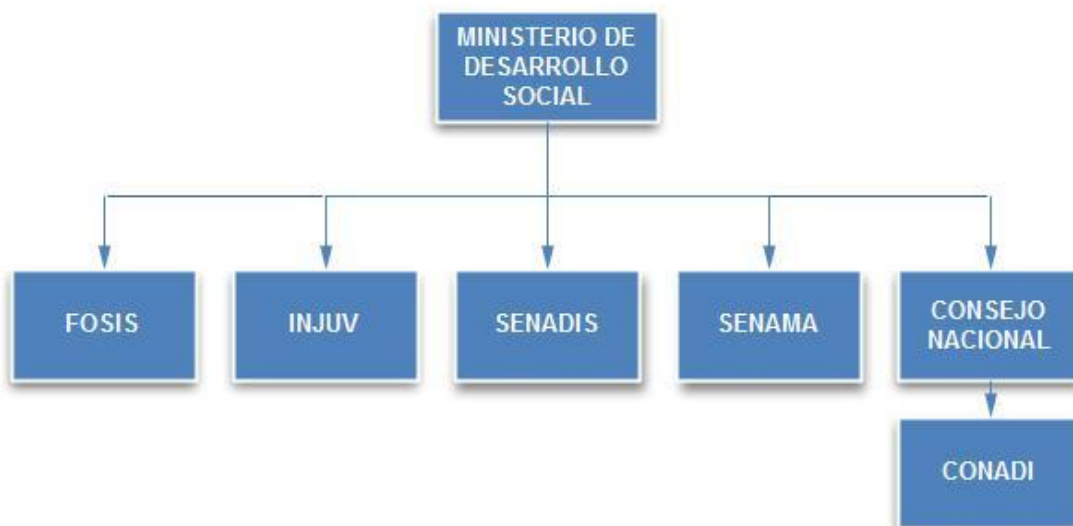 MINISTERIO DE
DESARROLLO
SOCIAL
FOSIS
INJUV
SENADIS
SENAMA
CONSEJO
NACIONAL
CONADI